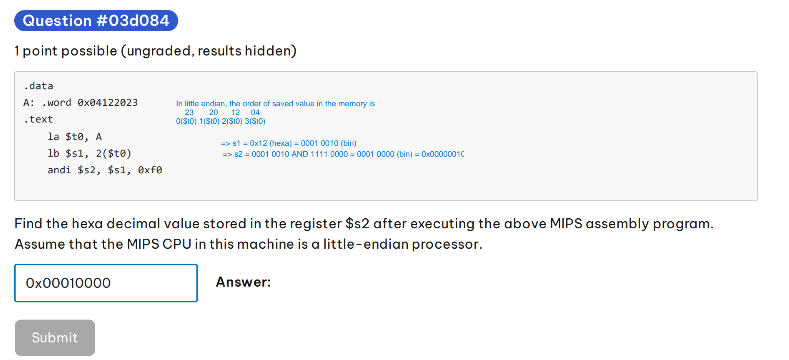 Question #03d084
1 point possible (ungraded, results hidden)
.data
A: .word 0x04122023
In little endian, the order of saved value in the memory is
23 20 12 04
.text
0($t0) 1($t0) 2($t0) 3($t0)
la $t0, A
=> s1 = 0x12 (hexa) = 0001 0010 (bin)
lb $s1, 2($t0)
=> s2 = 0001 0010 AND 1111 0000 = 0001 0000 (bin) = 0x00000010
andi $s2, $s1, 0xf0
Find the hexa decimal value stored in the register $s2 after executing the above MIPS assembly program.
Assume that the MIPS CPU in this machine is a little-endian processor.
0x00010000
Answer:
Submit